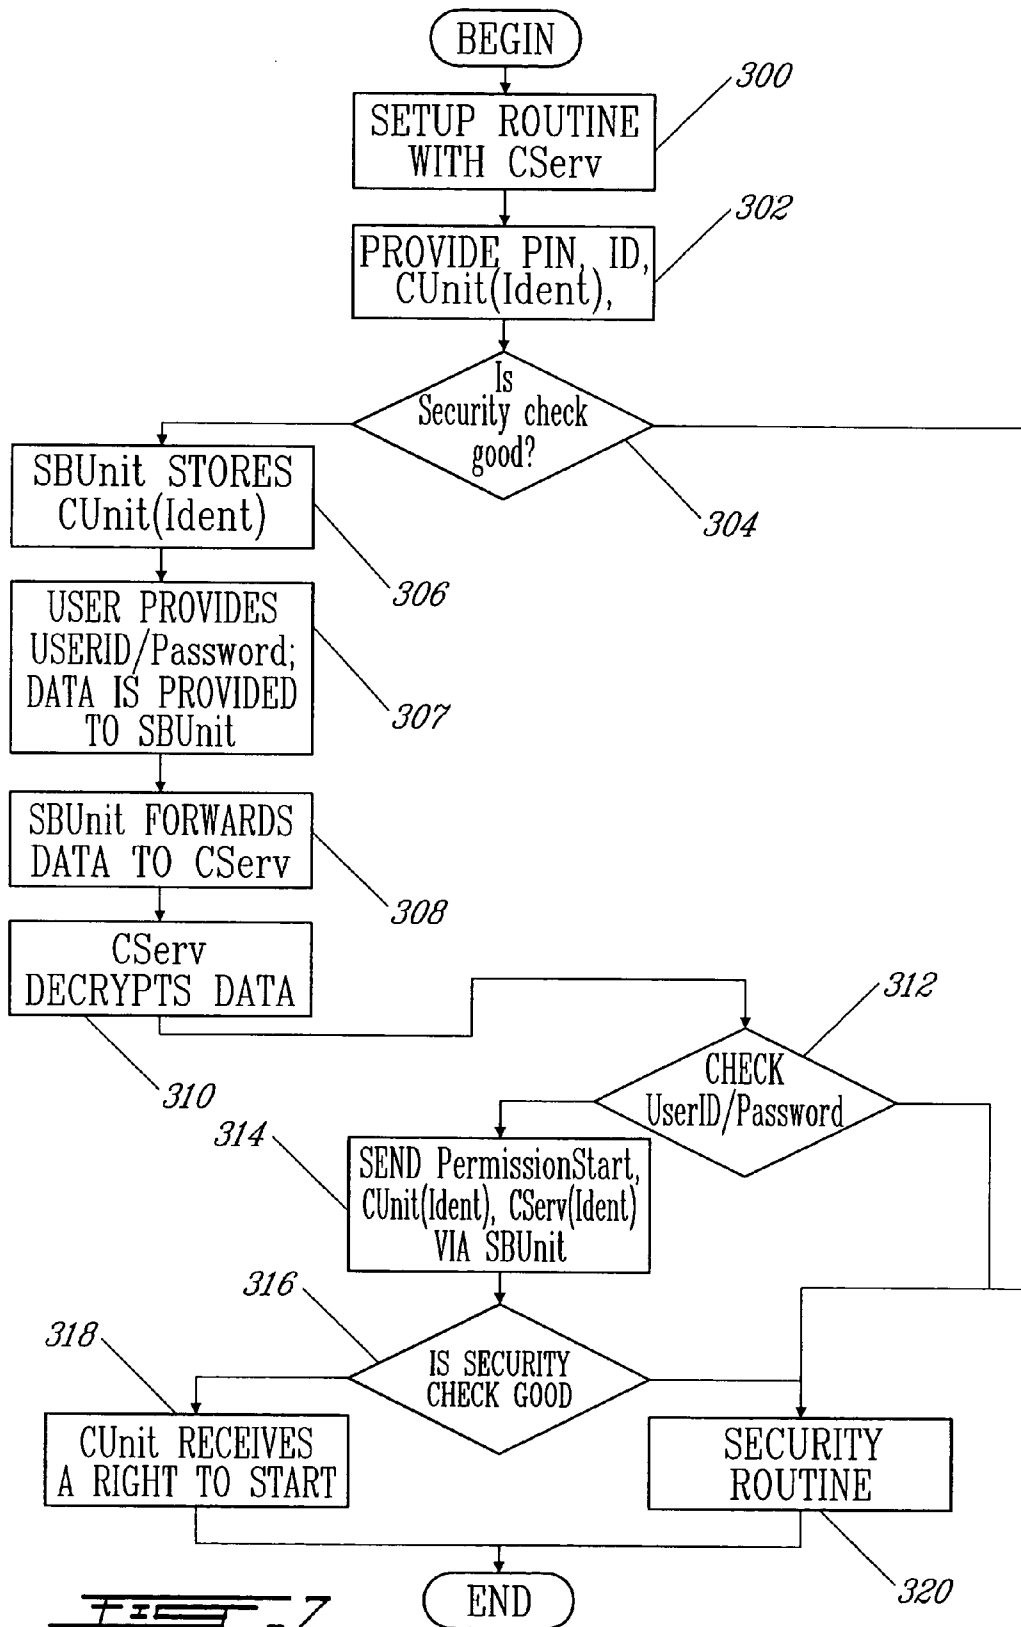 BEGIN
300
SETUP ROUTINE
WITH CServ
302
PROVIDE PIN, ID,
CUnit(Ident),
Is
Security check
good?
304
SBUnit STORES
CUnit(Ident)
306
USER PROVIDES
USERID/Password;
DATA IS PROVIDED
TO SBUnit
307
SBUnit FORWARDS
DATA TO CServ
308
CServ
DECRYPTS DATA
310
312
CHECK
UserID/Password
314
SEND PermissionStart,
CUnit(Ident), CServ(Ident)
VIA SBUnit
316
IS SECURITY
CHECK GOOD
318
CUnit RECEIVES
A RIGHT TO START
SECURITY
ROUTINE
320
END
FIG. 7